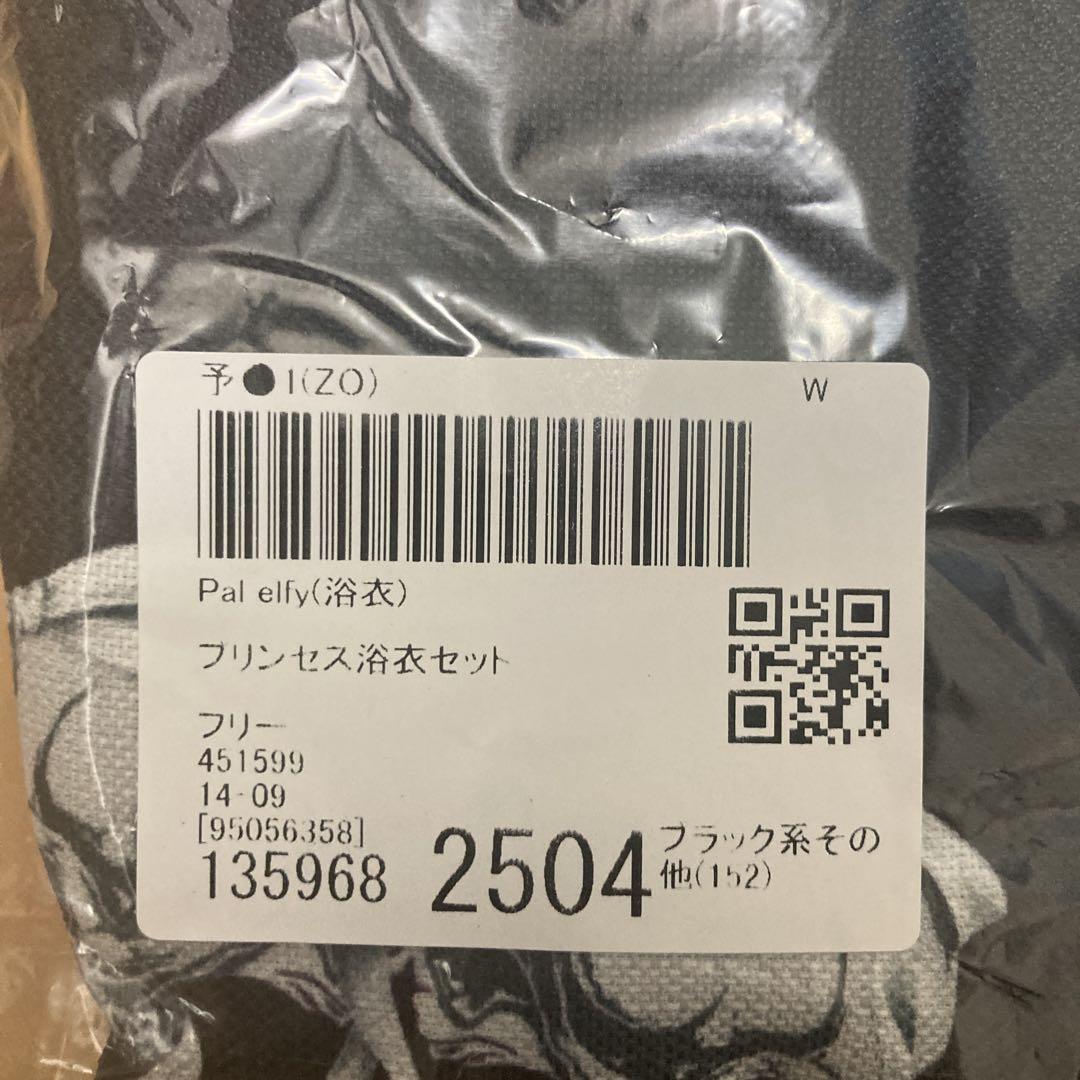 予●1(ZO) W
Pal elfy(浴衣)
プリンセス浴衣セット
フリー
451599
14-09
[95056358]
135968 2504 ブラック系その
他(152)